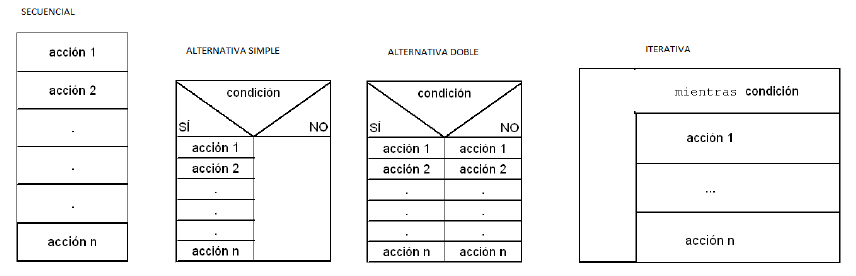 SECUENCIAL
acción 1
acción 2
.
.
.
acción n
ALTERNATIVA SIMPLE
condición
SÍ NO
acción 1
acción 2
.
.
.
acción n
ALTERNATIVA DOBLE
condición
SÍ NO
acción 1 acción 1
acción 2 acción 2
. .
. .
. .
acción n acción n
ITERATIVA
mientras condición
acción 1
...
acción n